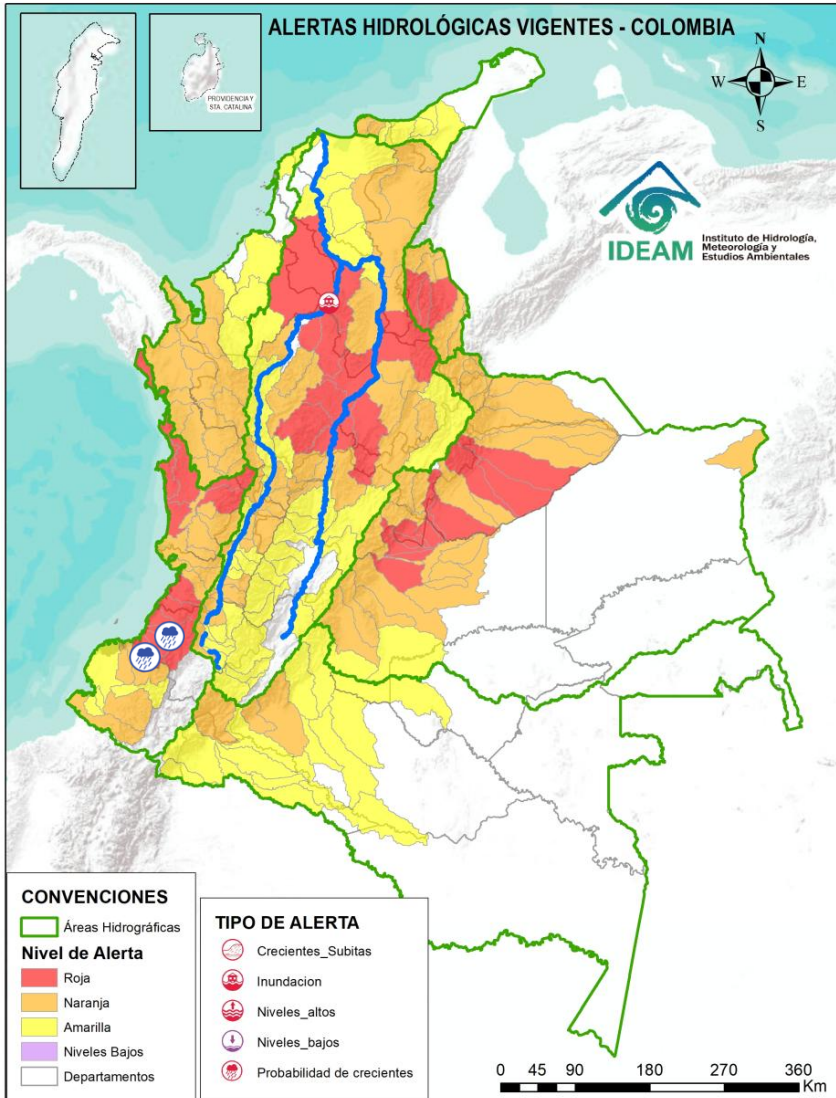 ALERTAS HIDROLÓGICAS VIGENTES - COLOMBIA
PROVIDENCIA Y
STA. CATALINA
N
W
E
S
IDEAM
Instituto de Hidrología,
Meteorología y
Estudios Ambientales
CONVENCIONES
Áreas Hidrográficas
Nivel de Alerta
Roja
Naranja
Amarilla
Niveles Bajos
Departamentos
TIPO DE ALERTA
Crecientes_Subitas
Inundacion
Niveles_altos
Niveles_bajos
Probabilidad de crecientes
0 45 90 180 270 360
Km